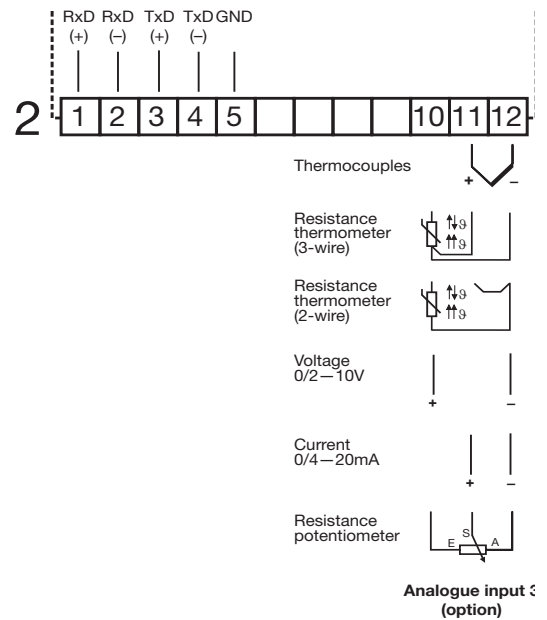 RxD RxD TxD TxD GND
(+) (–) (+) (–)
2 1 2 3 4 5 10 11 12
Thermocouples
+ –
Resistance
thermometer
(3-wire)
ϑ
ϑ
Resistance
thermometer
(2-wire)
ϑ
ϑ
Voltage
0/2—10V
+ –
Current
0/4—20mA
+ –
Resistance
potentiometer
S
E A
Analogue input 3
(option)